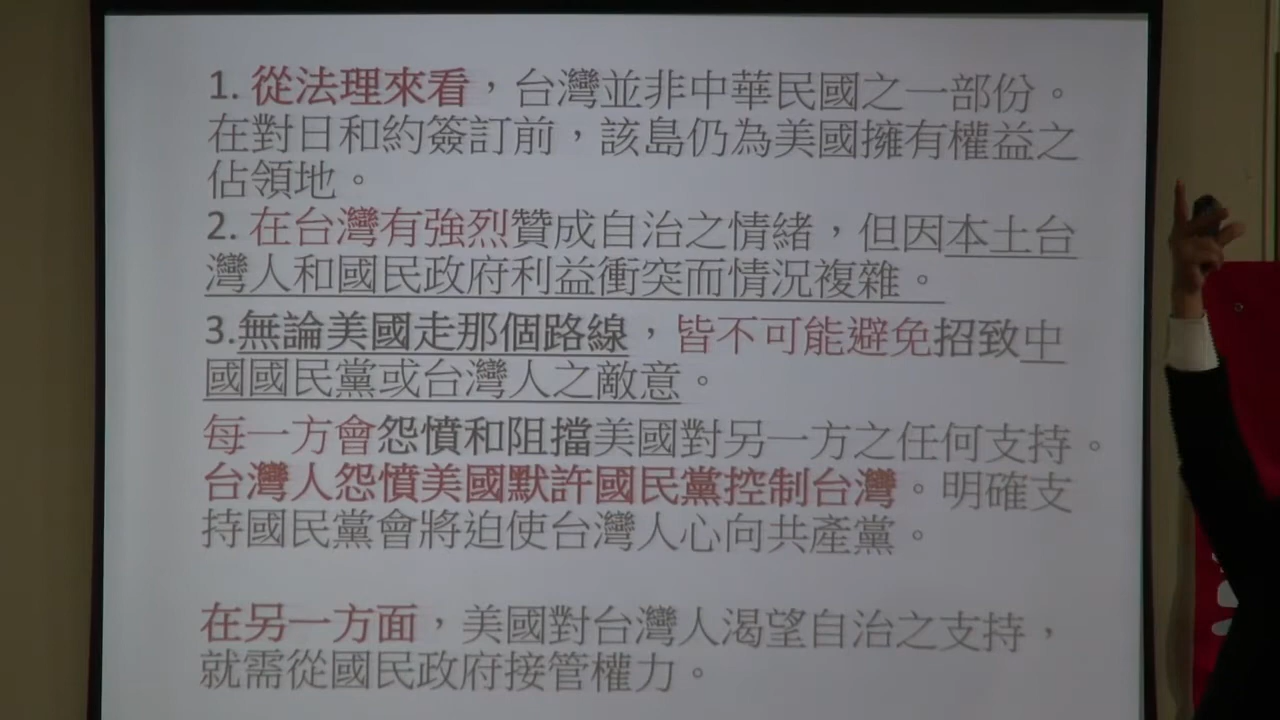 1. 從法理來看，台灣並非中華民國之一部份。
在對日和約簽訂前，該島仍為美國擁有權益之
佔領地。
2. 在台灣有強烈贊成自治之情緒，但因本土台
灣人和國民政府利益衝突而情況複雜。
3.無論美國走那個路線，皆不可能避免招致中
國國民黨或台灣人之敵意。
每一方會怨憤和阻擋美國對另一方之任何支持。
台灣人怨憤美國默許國民黨控制台灣。明確支
持國民黨會將迫使台灣人心向共產黨。
在另一方面，美國對台灣人渴望自治之支持，
就需從國民政府接管權力。